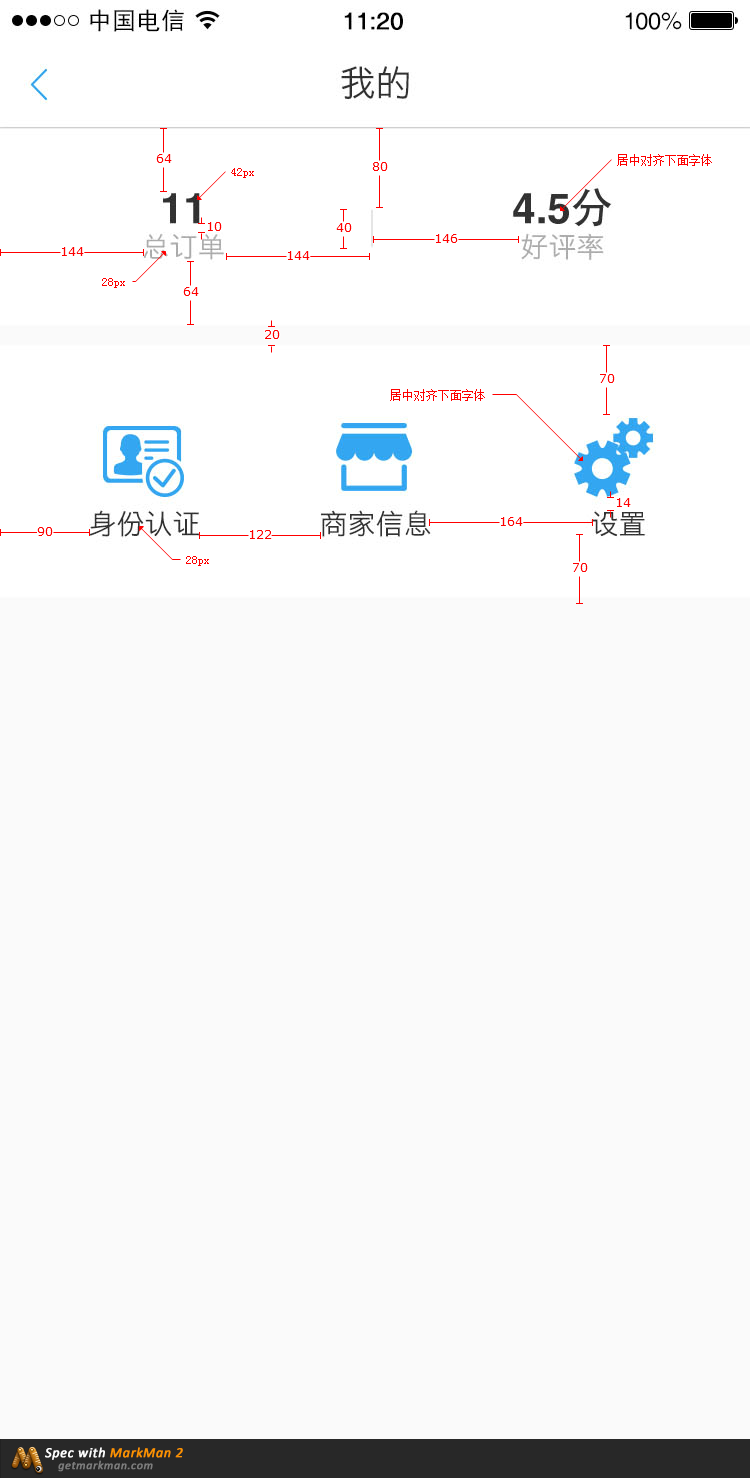 中国电信 11:20 100%
我的
64
80
居中对齐下面字体
42px
11
4.5分
10
40
144
总订单
144
146
好评率
28px
64
20
70
居中对齐下面字体
14
身份认证
商家信息
设置
90
122
164
28px
70
Spec with MarkMan 2
getmarkman.com